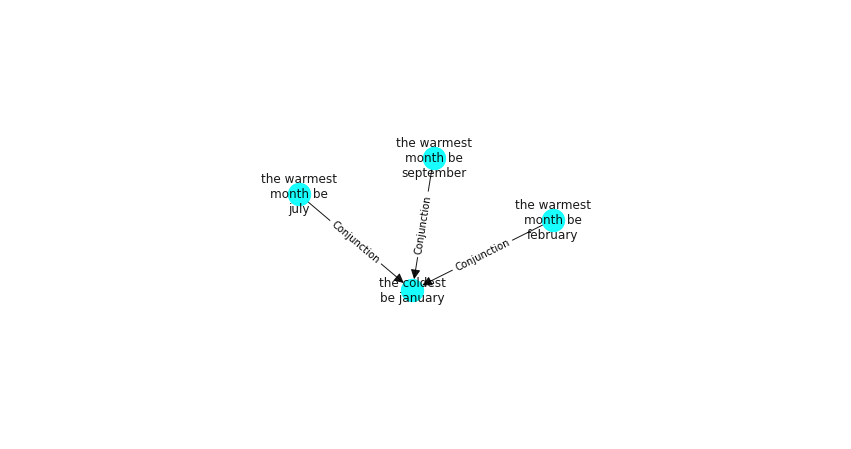 the warmest
month be
september
the warmest
month be
july
the warmest
month be
february
Conjunction
Conjunction
Conjunction
the coldest
be january